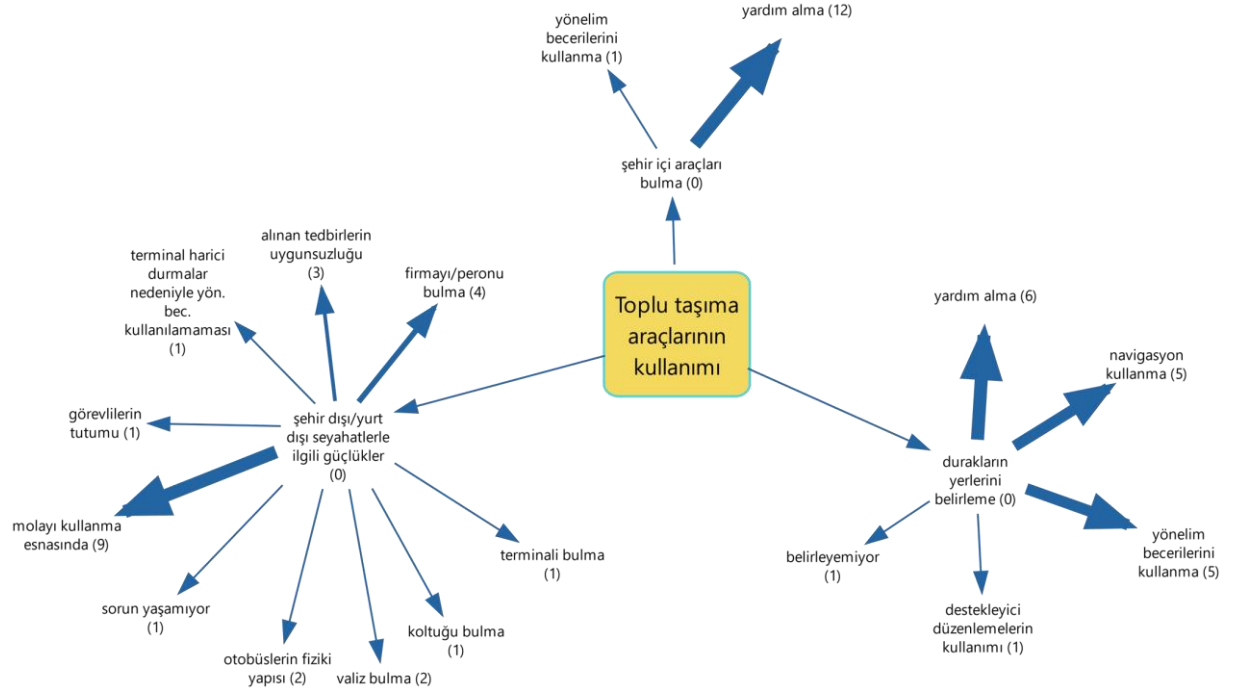 yardım alma (12)
yönelim
becerilerini
kullanma (1)
şehir içi araçları
bulma (0)
alınan tedbirlerin
uygunsuzluğu
(3)
terminal harici
durmalar
nedeniyle yön.
bec.
kullanılamaması
(1)
firmayı/peronu
bulma (4)
Toplu taşıma
araçlarının
kullanımı
yardım alma (6)
navigasyon
kullanma (5)
görevlilerin
tutumu (1)
şehir dışı/yurt
dışı seyahatlerle
ilgili güçlükler
(0)
durakların
yerlerini
belirleme (0)
molayı kullanma
esnasında (9)
terminali bulma
(1)
belirleyemiyor
(1)
yönelim
becerilerini
kullanma (5)
sorun yaşamıyor
(1)
koltuğu bulma
(1)
destekleyici
düzenlemelerin
kullanımı (1)
otobüslerin fiziki
yapısı (2)
valiz bulma (2)